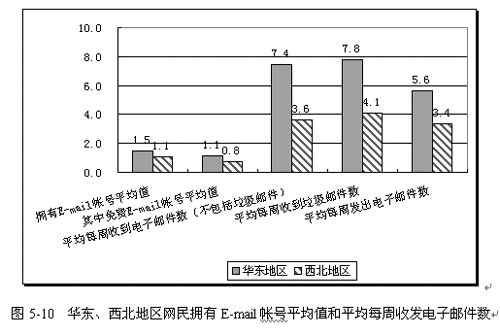 10.0
8.0
6.0
4.0
2.0
0.0
1.5
1.1
1.1
0.8
7.4
3.6
7.8
4.1
5.6
3.4
拥有E-mail帐号平均值
其中免费E-mail帐号平均值
平均每周收到电子邮件数（不包括垃圾邮件）
平均每周收到垃圾邮件数
平均每周发出电子邮件数
华东地区
西北地区
图 5-10 华东、西北地区网民拥有 E-mail 帐号平均值和平均每周收发电子邮件数